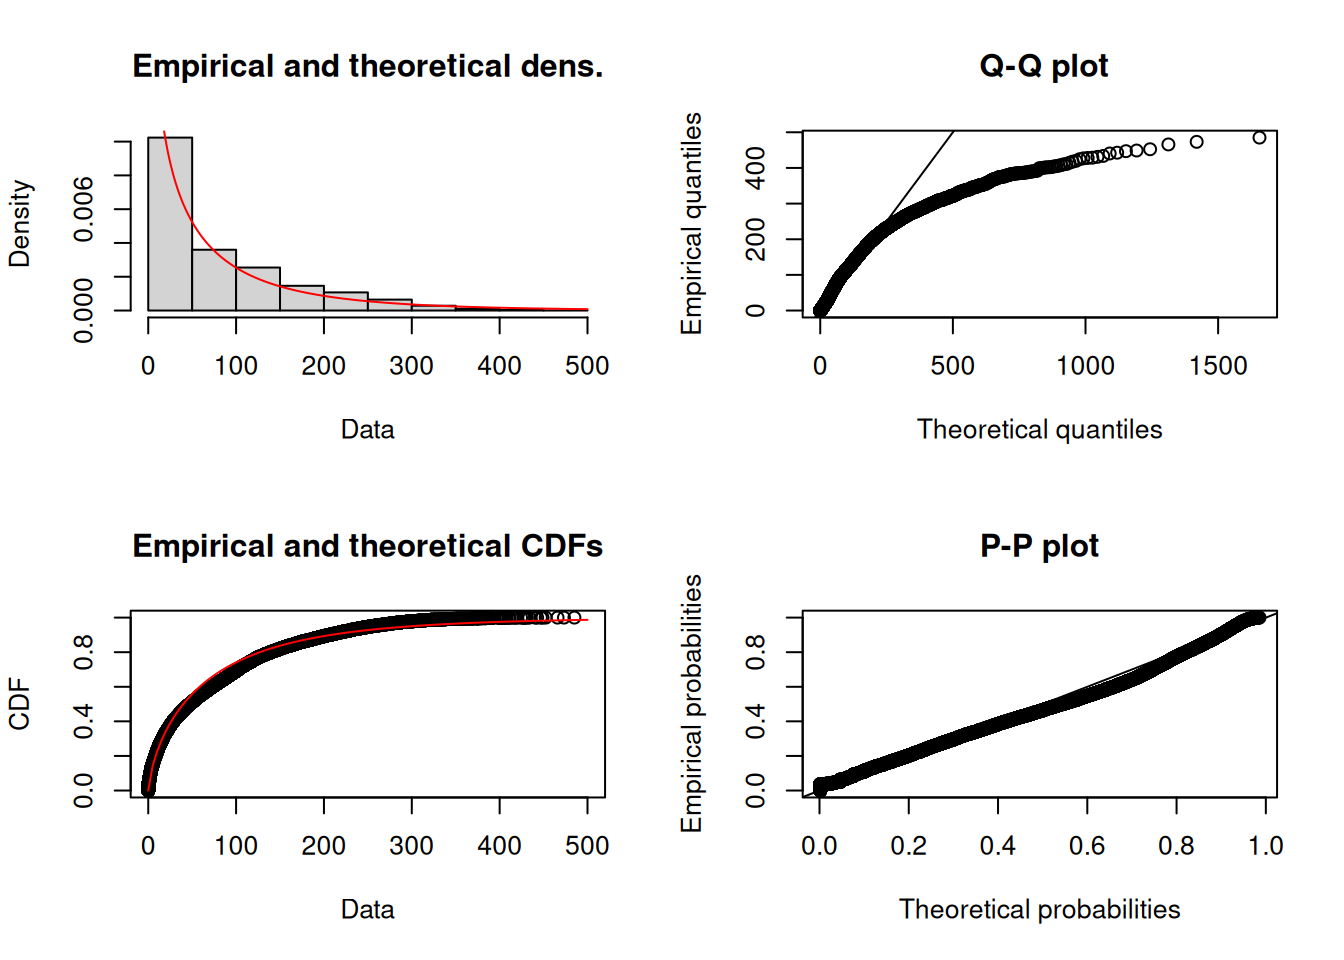 Empirical and theoretical dens.
Density
0.000
0.006
0 100 200 300 400 500
Data
Q-Q plot
Empirical quantiles
0
200
400
0 500 1000 1500
Theoretical quantiles
Empirical and theoretical CDFs
CDF
0.0
0.4
0.8
0 100 200 300 400 500
Data
P-P plot
Empirical probabilities
0.0
0.4
0.8
0.0 0.2 0.4 0.6 0.8 1.0
Theoretical probabilities